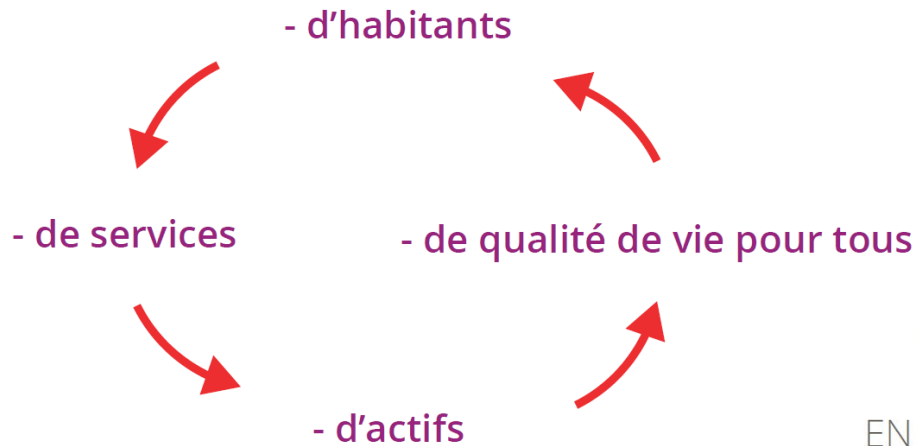 - d’habitants
- de services
- de qualité de vie pour tous
- d’actifs
EN